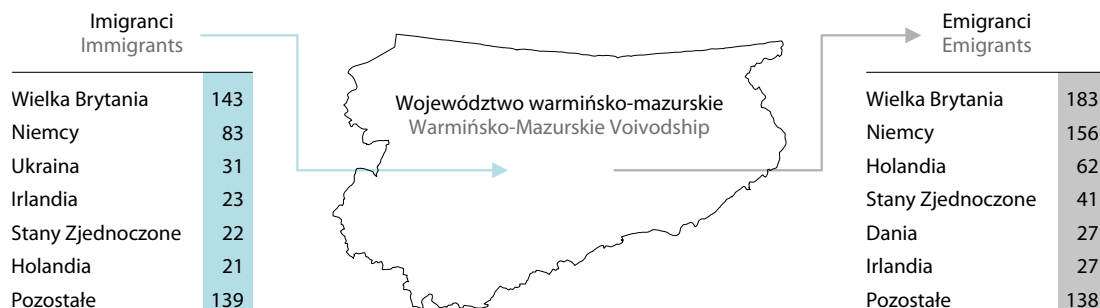 Imigranci
Immigrants
Wielka Brytania 143
Niemcy 83
Ukraina 31
Irlandia 23
Stany Zjednoczone 22
Holandia 21
Pozostałe 139
Województwo warmińsko-mazurskie
Warmińsko-Mazurskie Voivodship
Emigranci
Emigrants
Wielka Brytania 183
Niemcy 156
Holandia 62
Stany Zjednoczone 41
Dania 27
Irlandia 27
Pozostałe 138